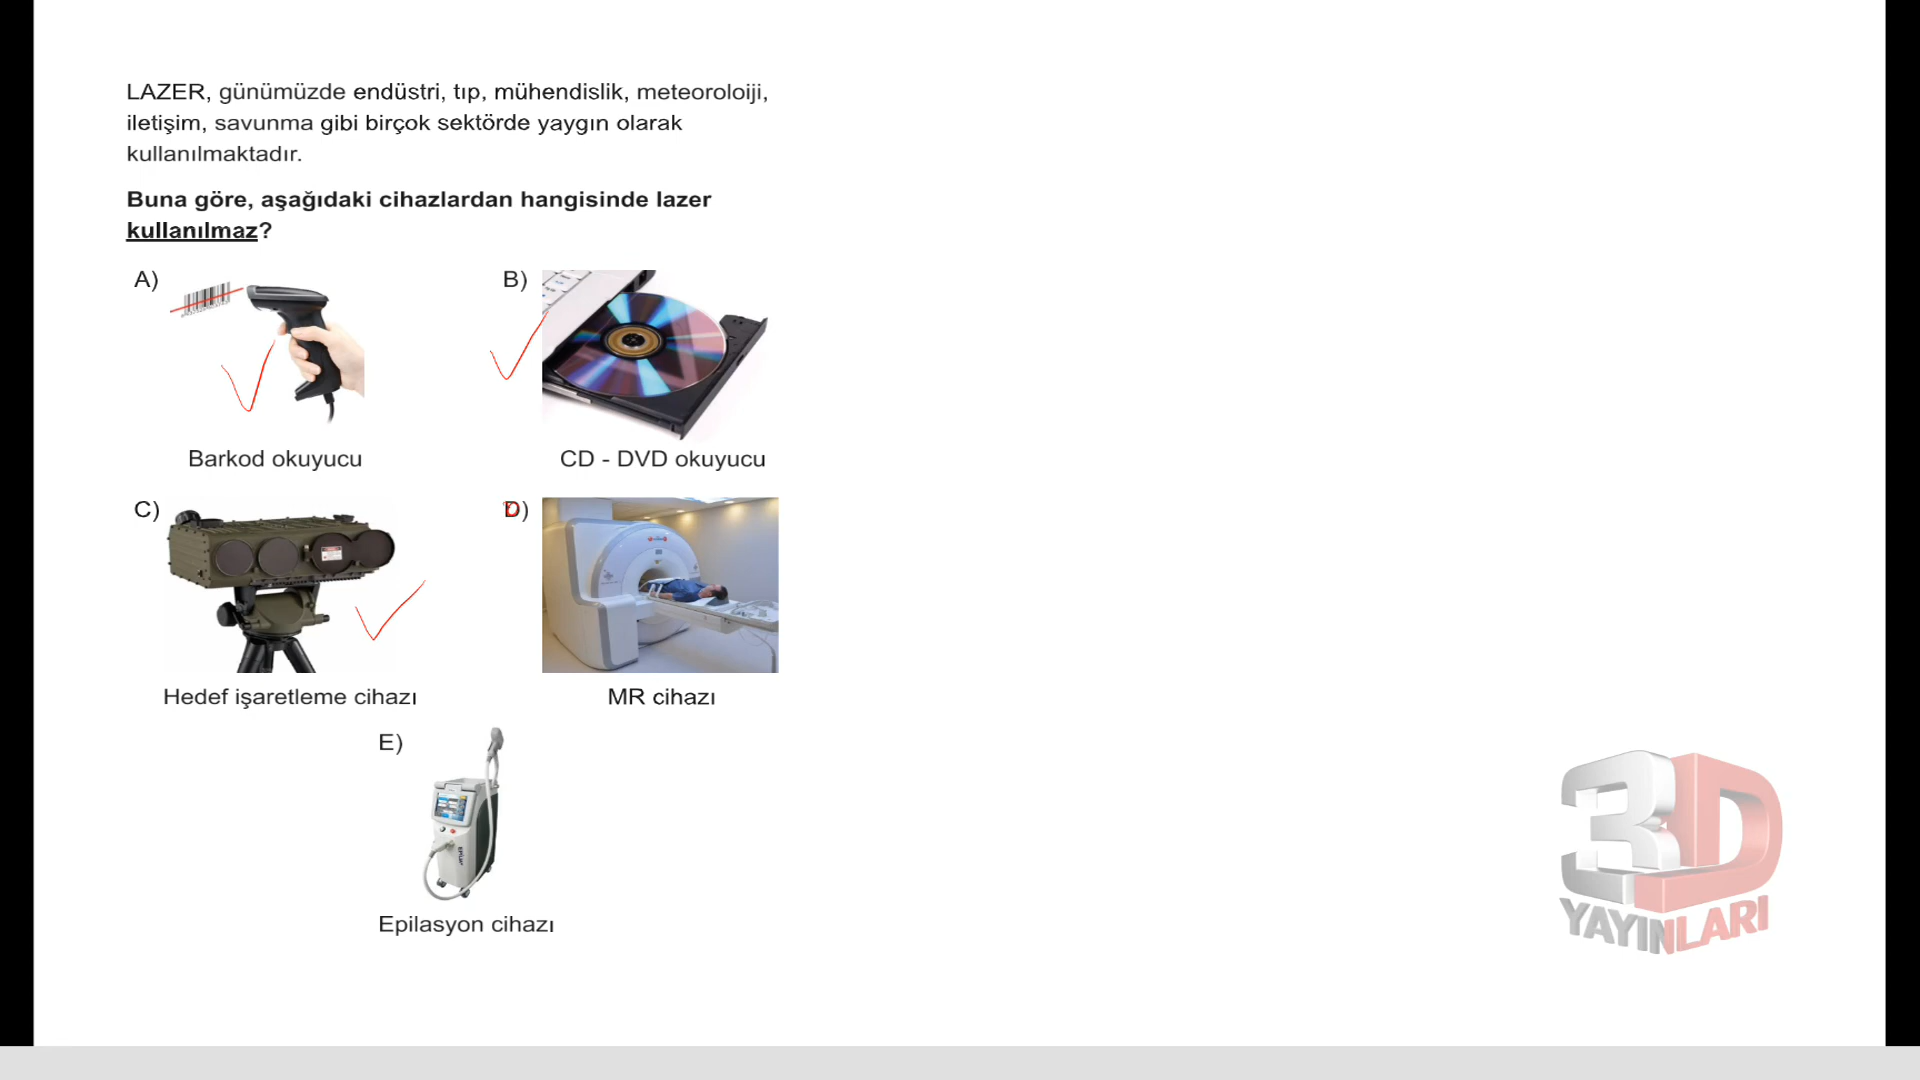 LAZER, günümüzde endüstri, tıp, mühendislik, meteoroloiji,
iletişim, savunma gibi birçok sektörde yaygın olarak
kullanılmaktadır.
Buna göre, aşağıdaki cihazlardan hangisinde lazer
kullanılmaz?
A)
B)
Barkod okuyucu
CD - DVD okuyucu
C)
D)
Hedef işaretleme cihazı
MR cihazı
E)
Epilasyon cihazı
3D
YAYINLARI